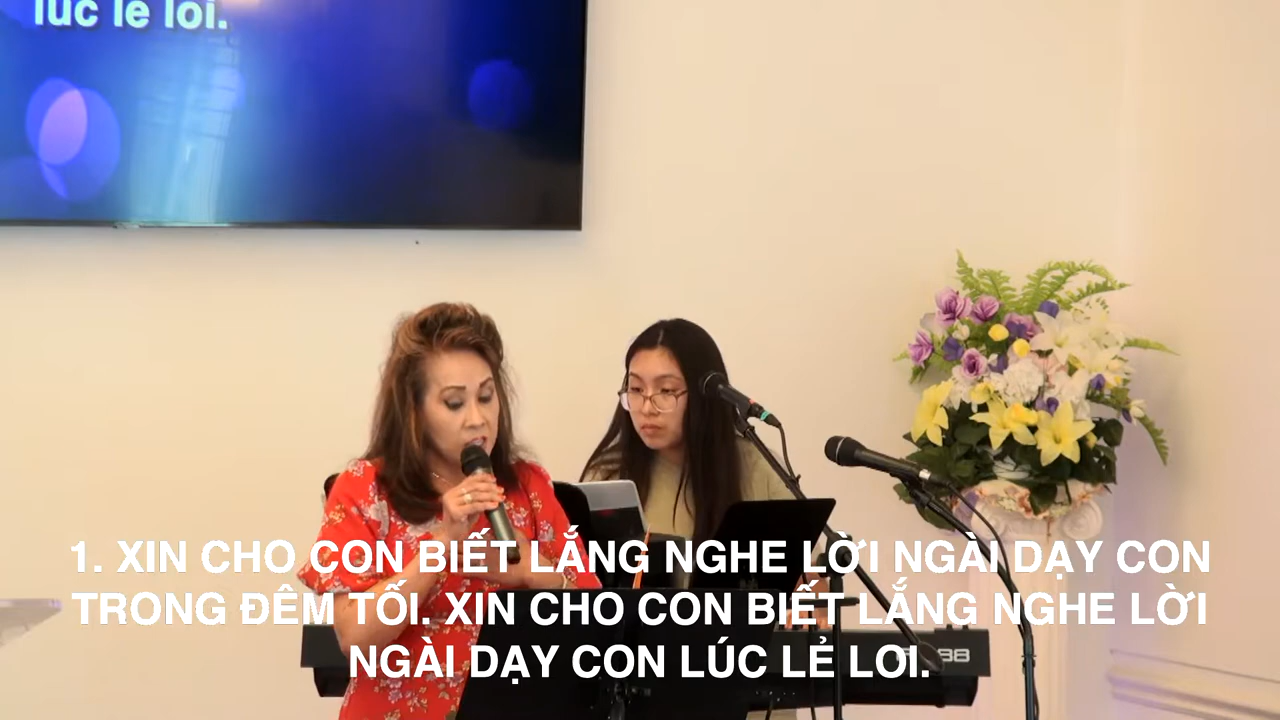 lúc lẻ loi.
1. XIN CHO CON BIẾT LẮNG NGHE LỜI NGÀI DẠY CON
TRONG ĐÊM TỐI. XIN CHO CON BIẾT LẮNG NGHE LỜI
NGÀI DẠY CON LÚC LẺ LOI.
88